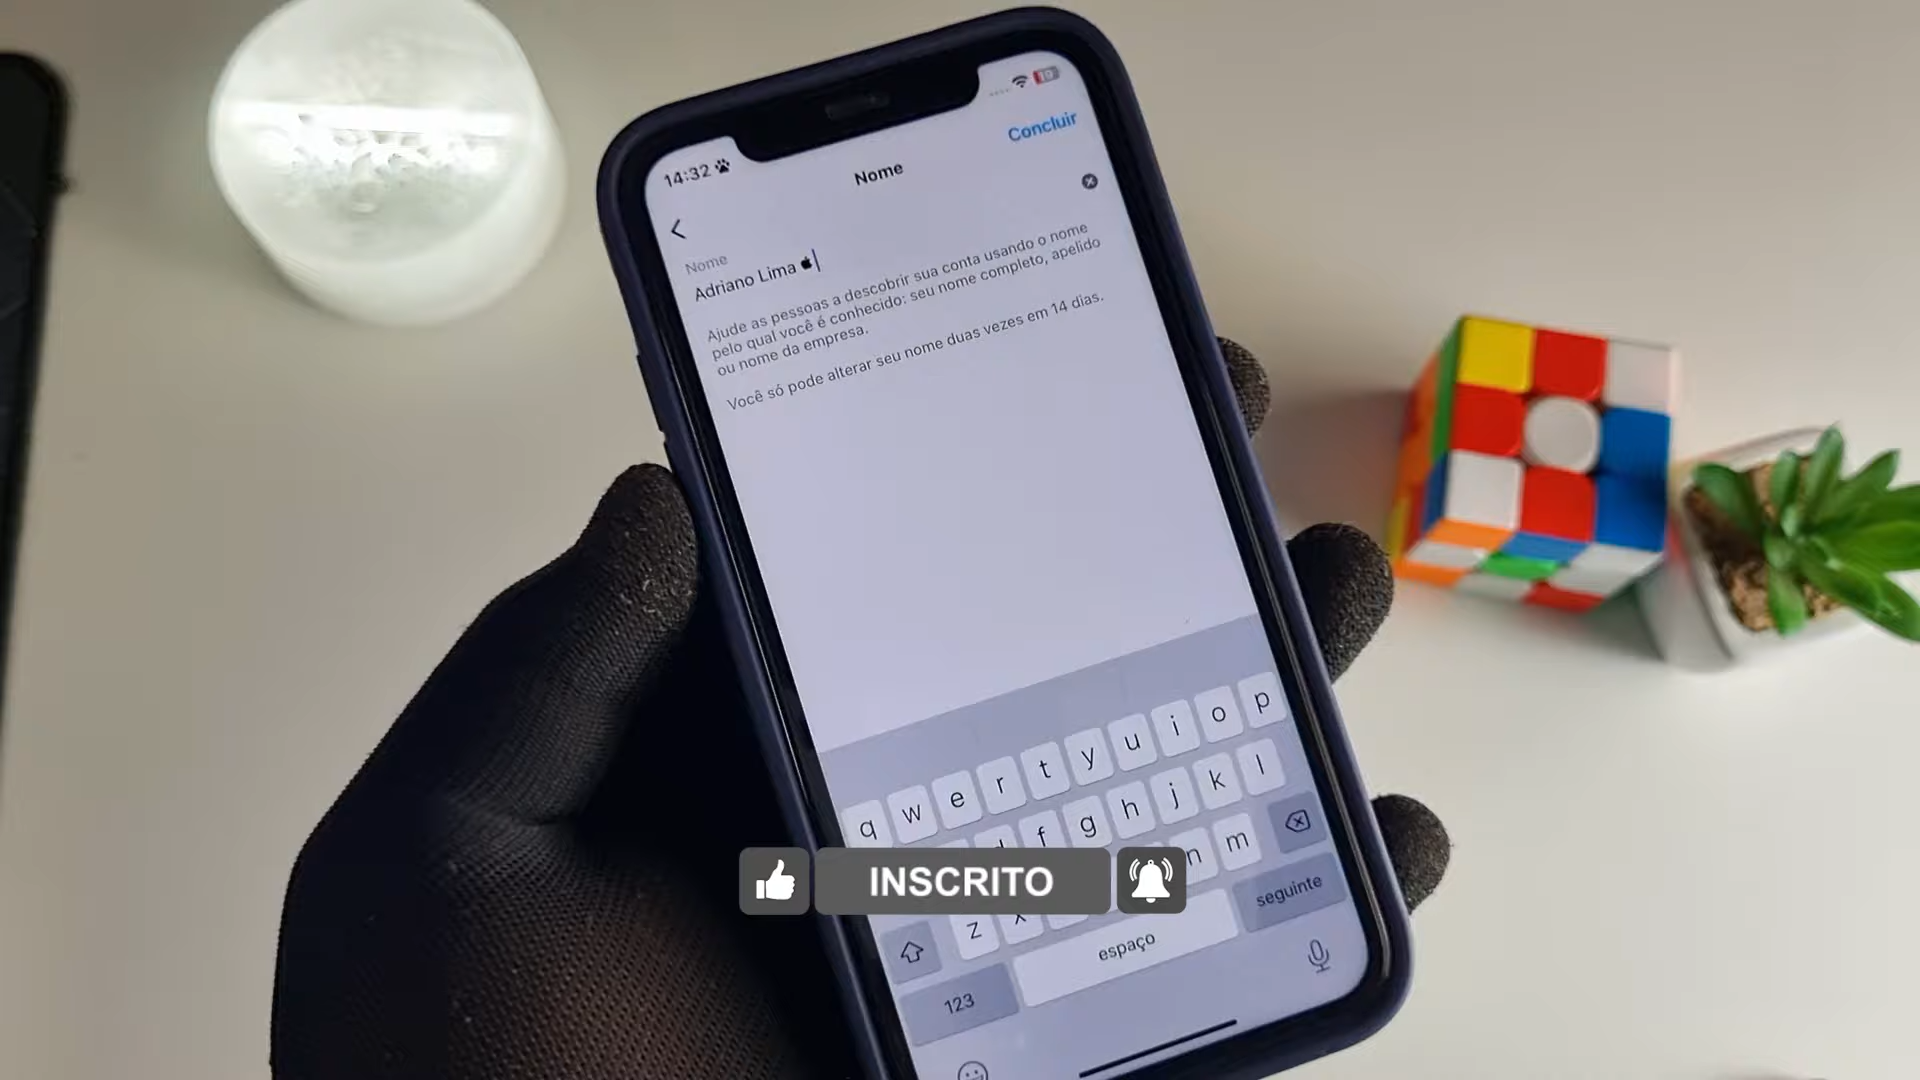 14:32
19
Concluir
Nome
Nome
Adriano Lima 
Ajude as pessoas a descobrir sua conta usando o nome
pelo qual você é conhecido: seu nome completo, apelido
ou nome da empresa.
Você só pode alterar seu nome duas vezes em 14 dias.
q w e r t y u i o p
d f g h j k l
z x n m
INSCRITO
123 espaço seguinte